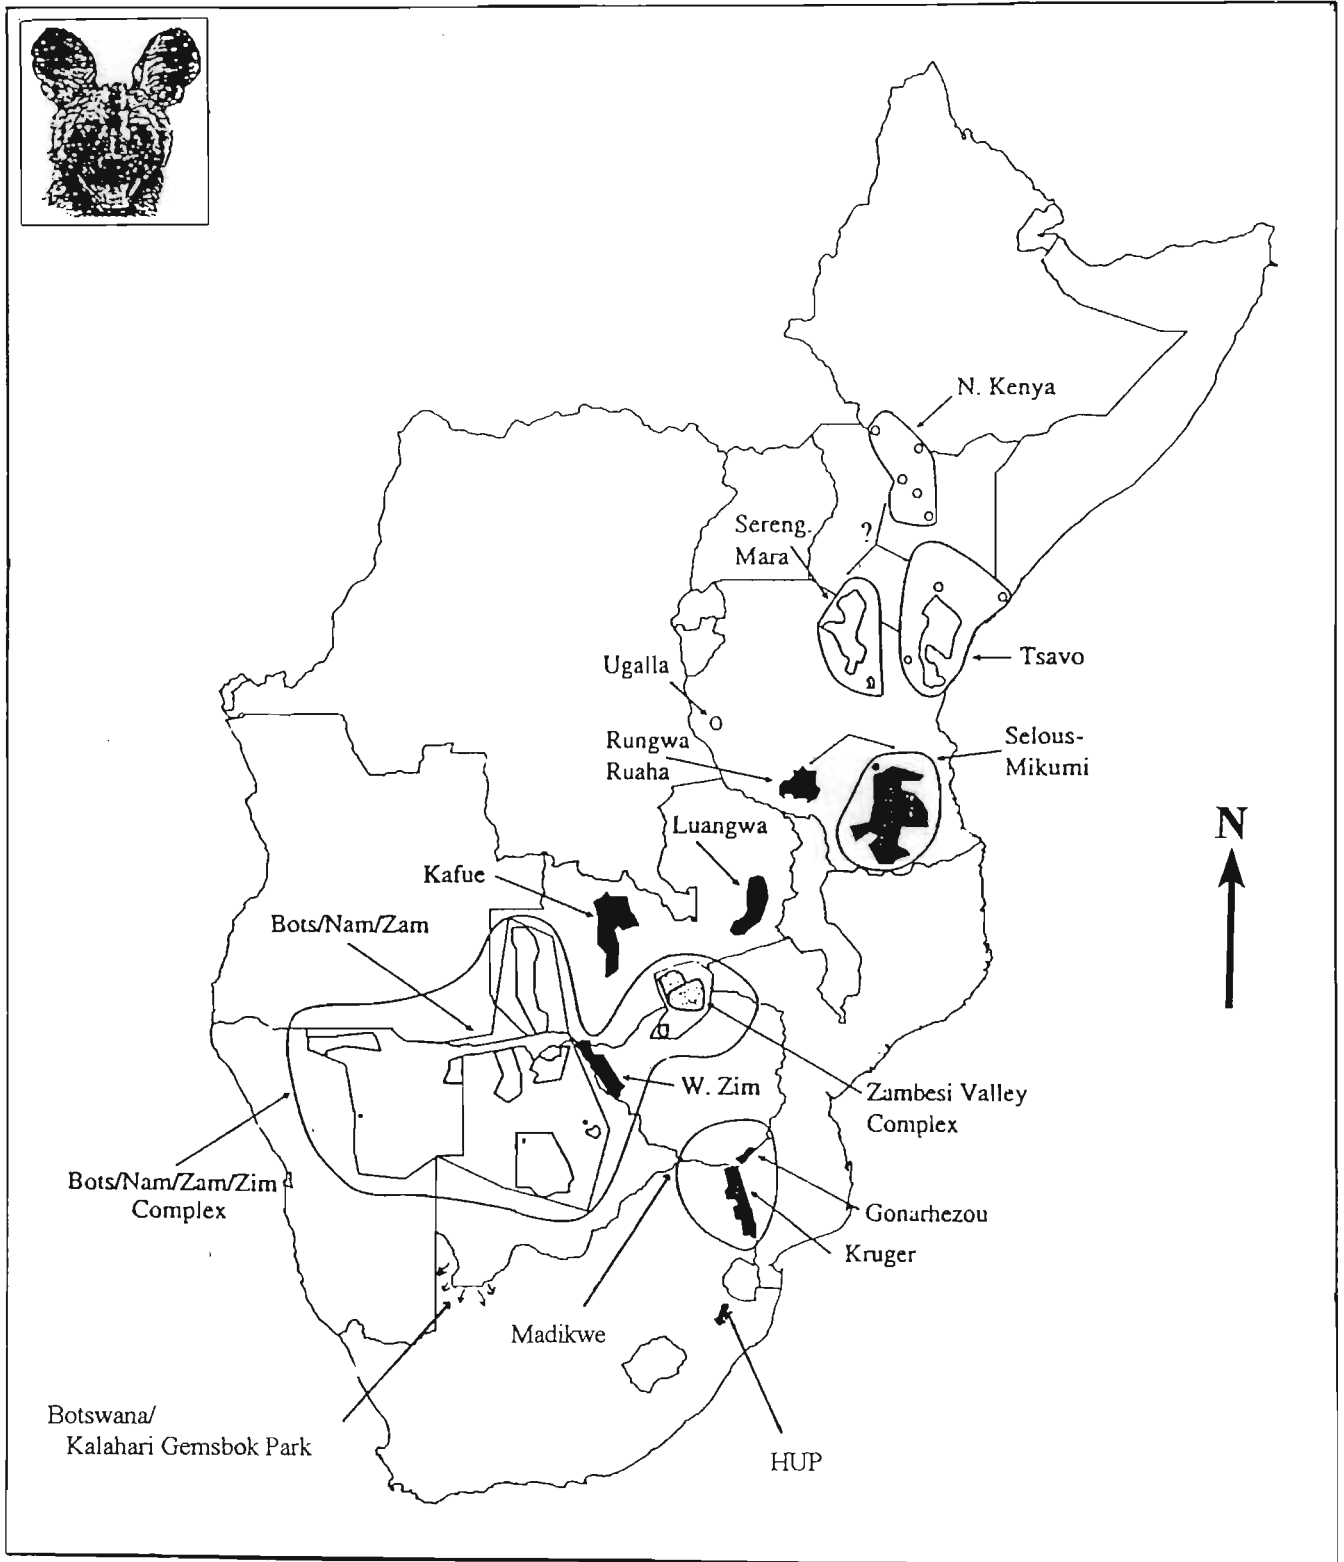 N. Kenya
Sereng.
Mara
?
Ugalla
Tsavo
Rungwa
Ruaha
Selous-
Mikumi
N
Luangwa
Kafue
Bots/Nam/Zam
W. Zim
Zambesi Valley
Complex
Bots/Nam/Zam/Zim
Complex
Gonarhezou
Kruger
Madikwe
Botswana/
Kalahari Gemsbok Park
HUP